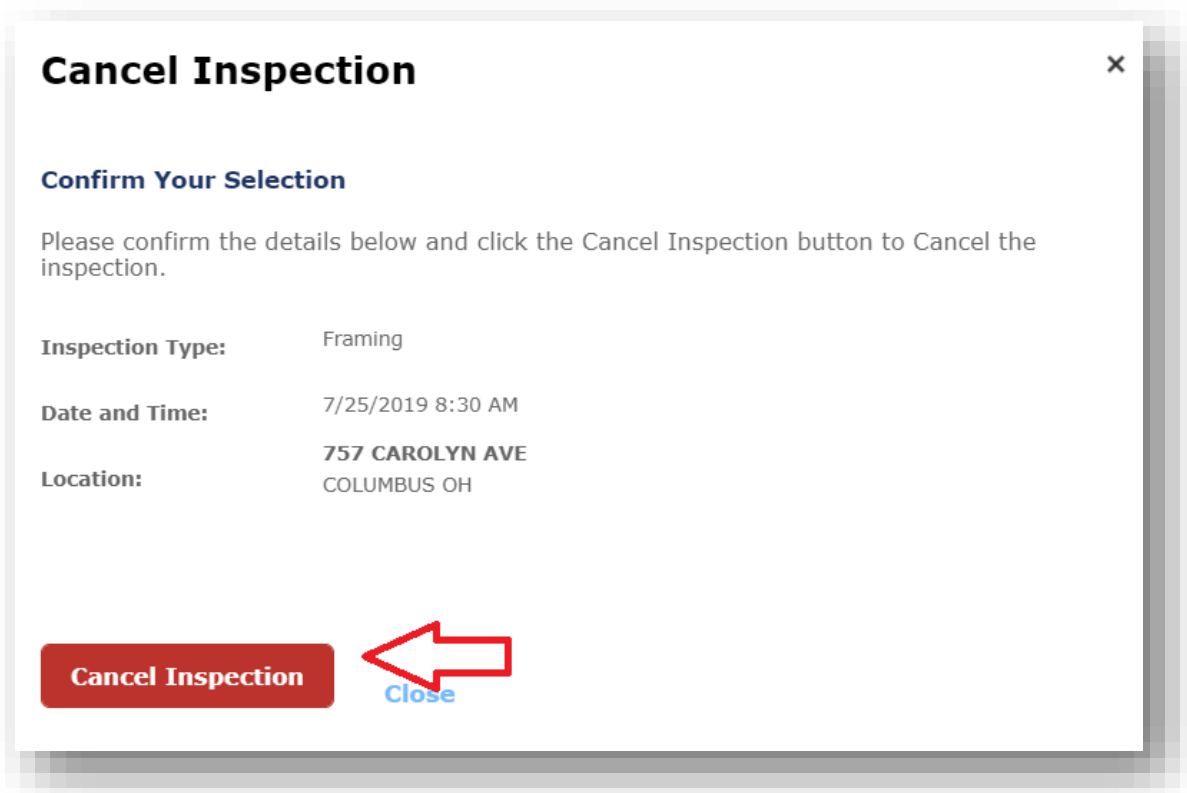 Cancel Inspection
×
Confirm Your Selection
Please confirm the details below and click the Cancel Inspection button to Cancel the
inspection.
Inspection Type: Framing
Date and Time: 7/25/2019 8:30 AM
Location: 757 CAROLYN AVE
COLUMBUS OH
Cancel Inspection
Close